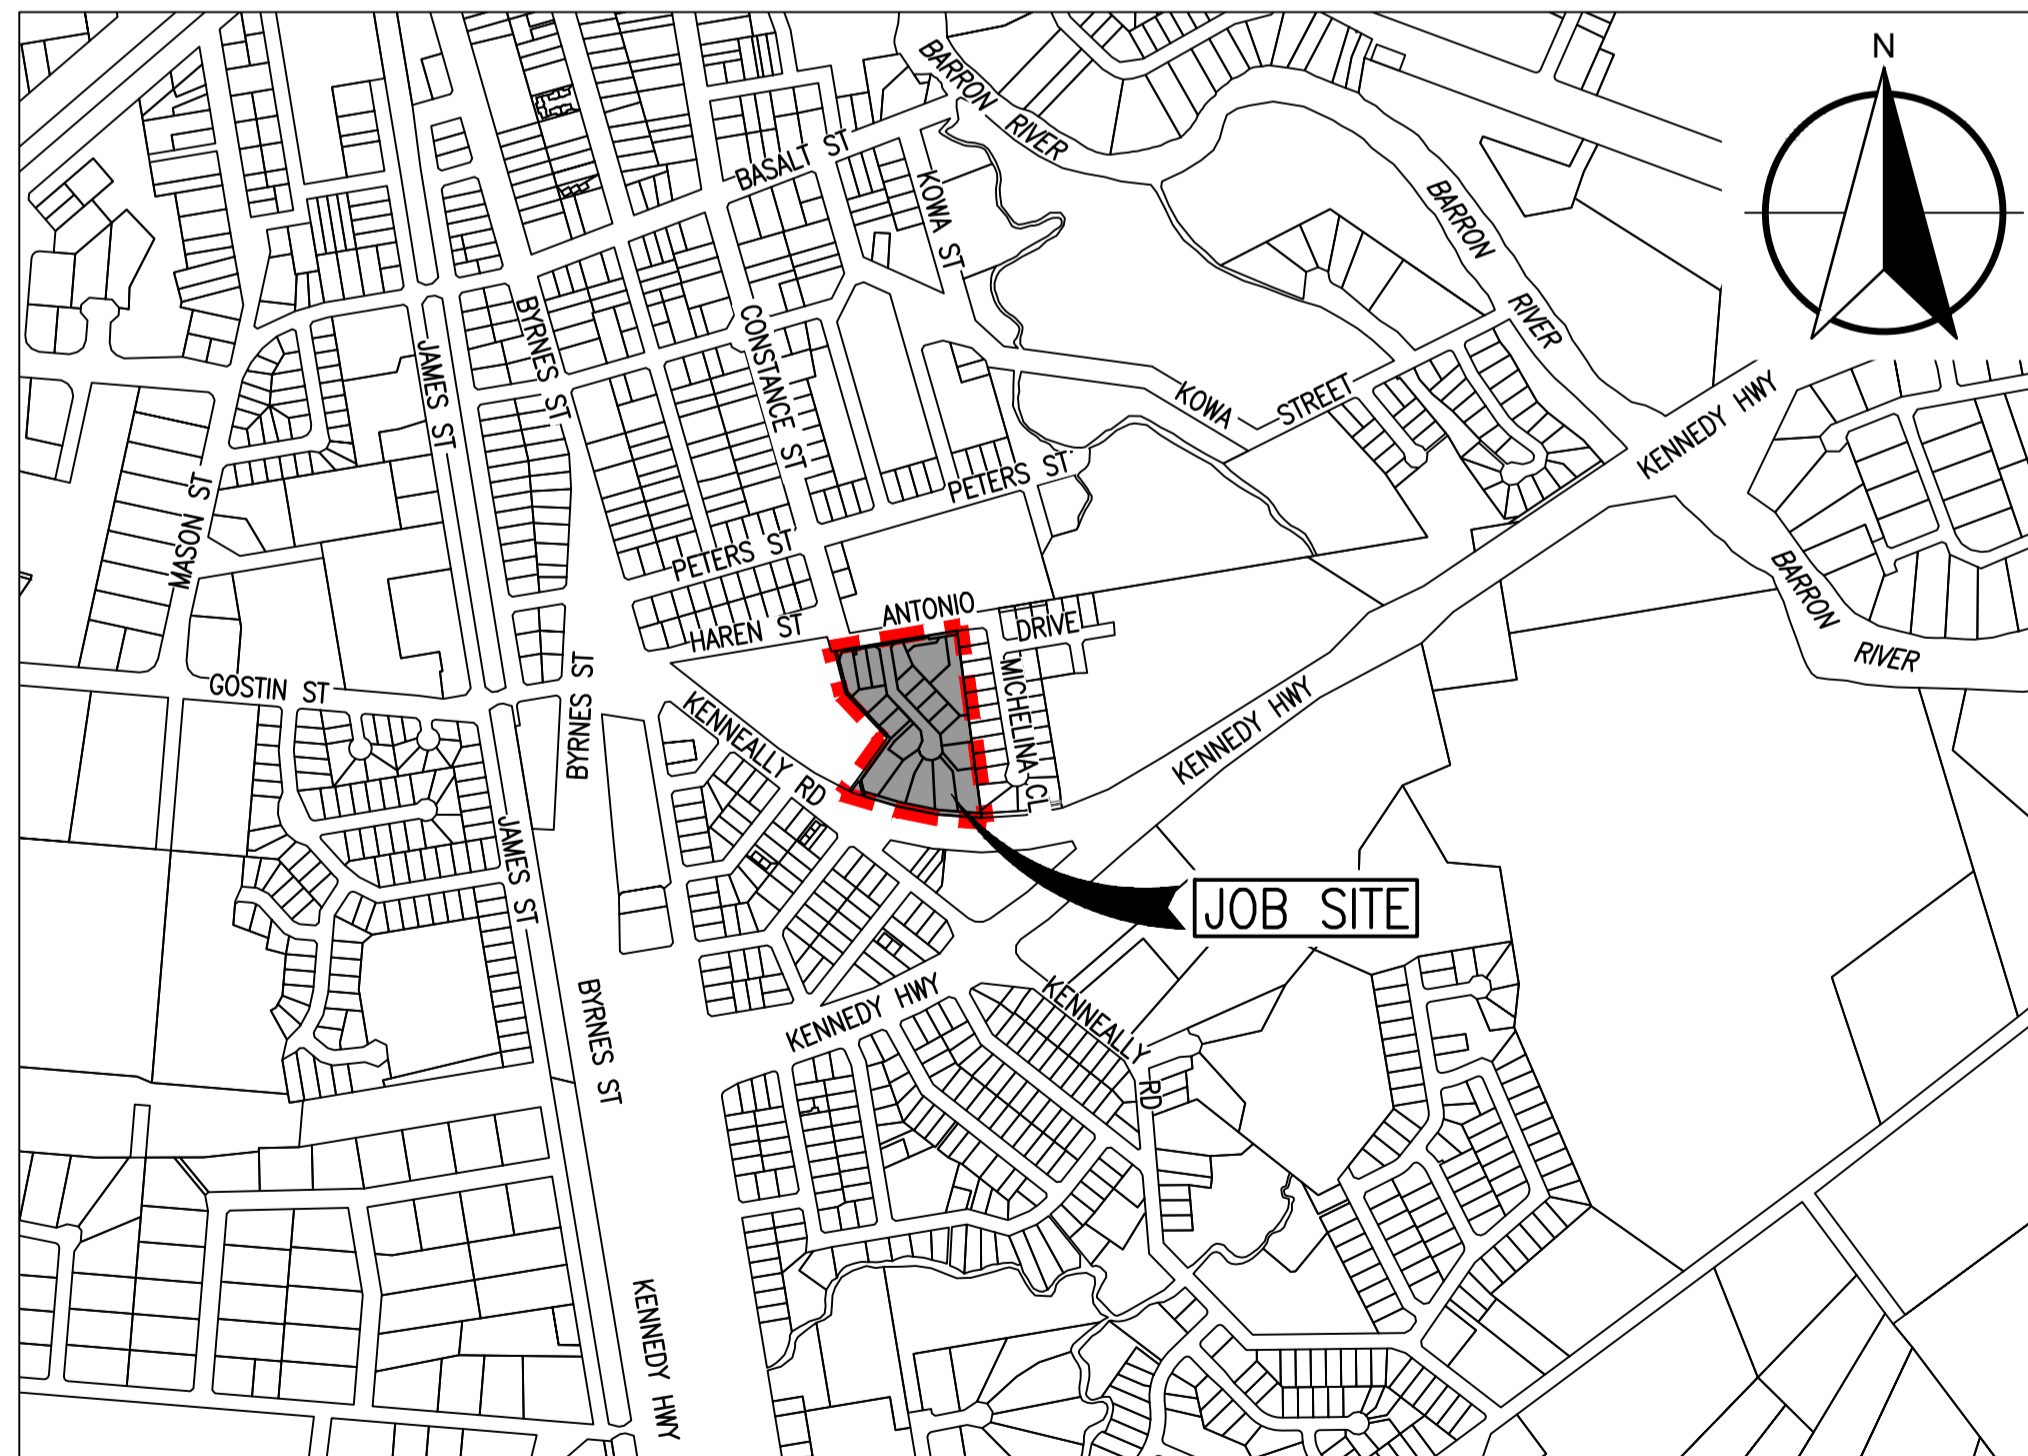 N
BARRON RIVER
BASALT ST
KOWA ST
BARRON
RIVER
BYRNES ST
CONSTANCE ST
JAMES ST
KOWA STREET
KENNEDY HWY
MASON ST
PETERS ST
PETERS ST
BARRON
RIVER
ANTONIO
DRIVE
HAREN ST
MICHELINA CL
GOSTIN ST
BYRNES ST
KENNEALLY RD
KENNEDY HWY
JAMES ST
JOB SITE
BYRNES ST
KENNEDY HWY
KENNEALLY RD
KENNEDY HWY